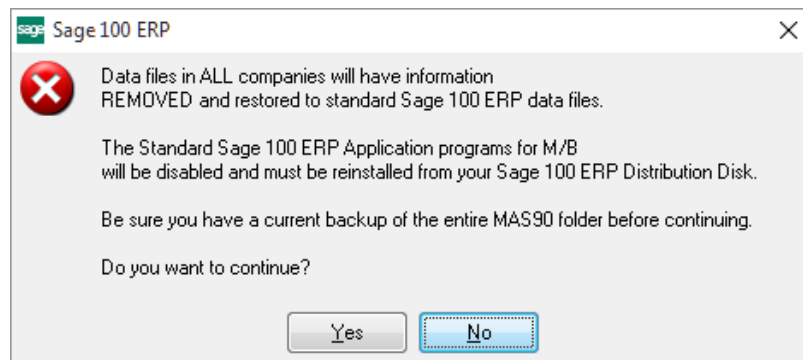 sage Sage 100 ERP
Data files in ALL companies will have information
REMOVED and restored to standard Sage 100 ERP data files.
The Standard Sage 100 ERP Application programs for M/B
will be disabled and must be reinstalled from your Sage 100 ERP Distribution Disk.
Be sure you have a current backup of the entire MAS90 folder before continuing.
Do you want to continue?
Yes No